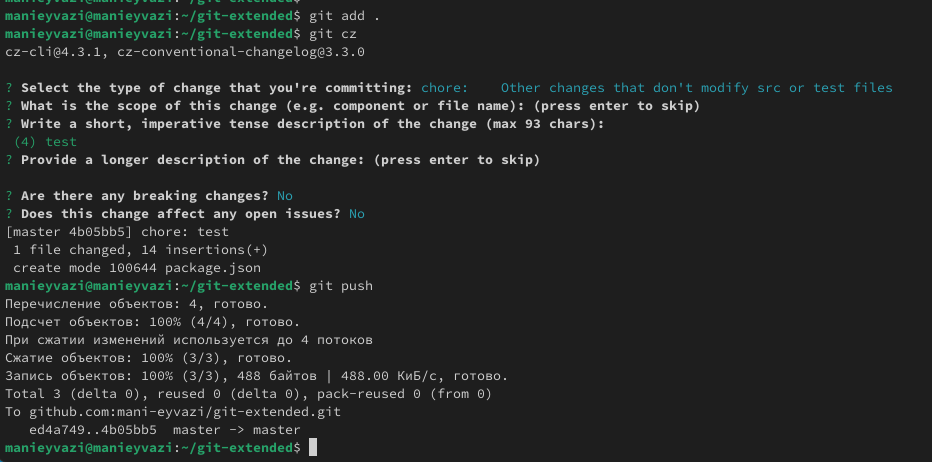 manieyvazi@manieyvazi:~/git-extended$ git add .
manieyvazi@manieyvazi:~/git-extended$ git cz
cz-cli@4.3.1, cz-conventional-changelog@3.3.0
? Select the type of change that you're committing: chore:    Other changes that don't modify src or test files
? What is the scope of this change (e.g. component or file name): (press enter to skip)
? Write a short, imperative tense description of the change (max 93 chars):
 (4) test
? Provide a longer description of the change: (press enter to skip)
? Are there any breaking changes? No
? Does this change affect any open issues? No
[master 4b05bb5] chore: test
 1 file changed, 14 insertions(+)
 create mode 100644 package.json
manieyvazi@manieyvazi:~/git-extended$ git push
Перечисление объектов: 4, готово.
Подсчет объектов: 100% (4/4), готово.
При сжатии изменений используется до 4 потоков
Сжатие объектов: 100% (3/3), готово.
Запись объектов: 100% (3/3), 488 байтов | 488.00 КиБ/с, готово.
Total 3 (delta 0), reused 0 (delta 0), pack-reused 0 (from 0)
To github.com:mani-eyvazi/git-extended.git
   ed4a749..4b05bb5  master -> master
manieyvazi@manieyvazi:~/git-extended$